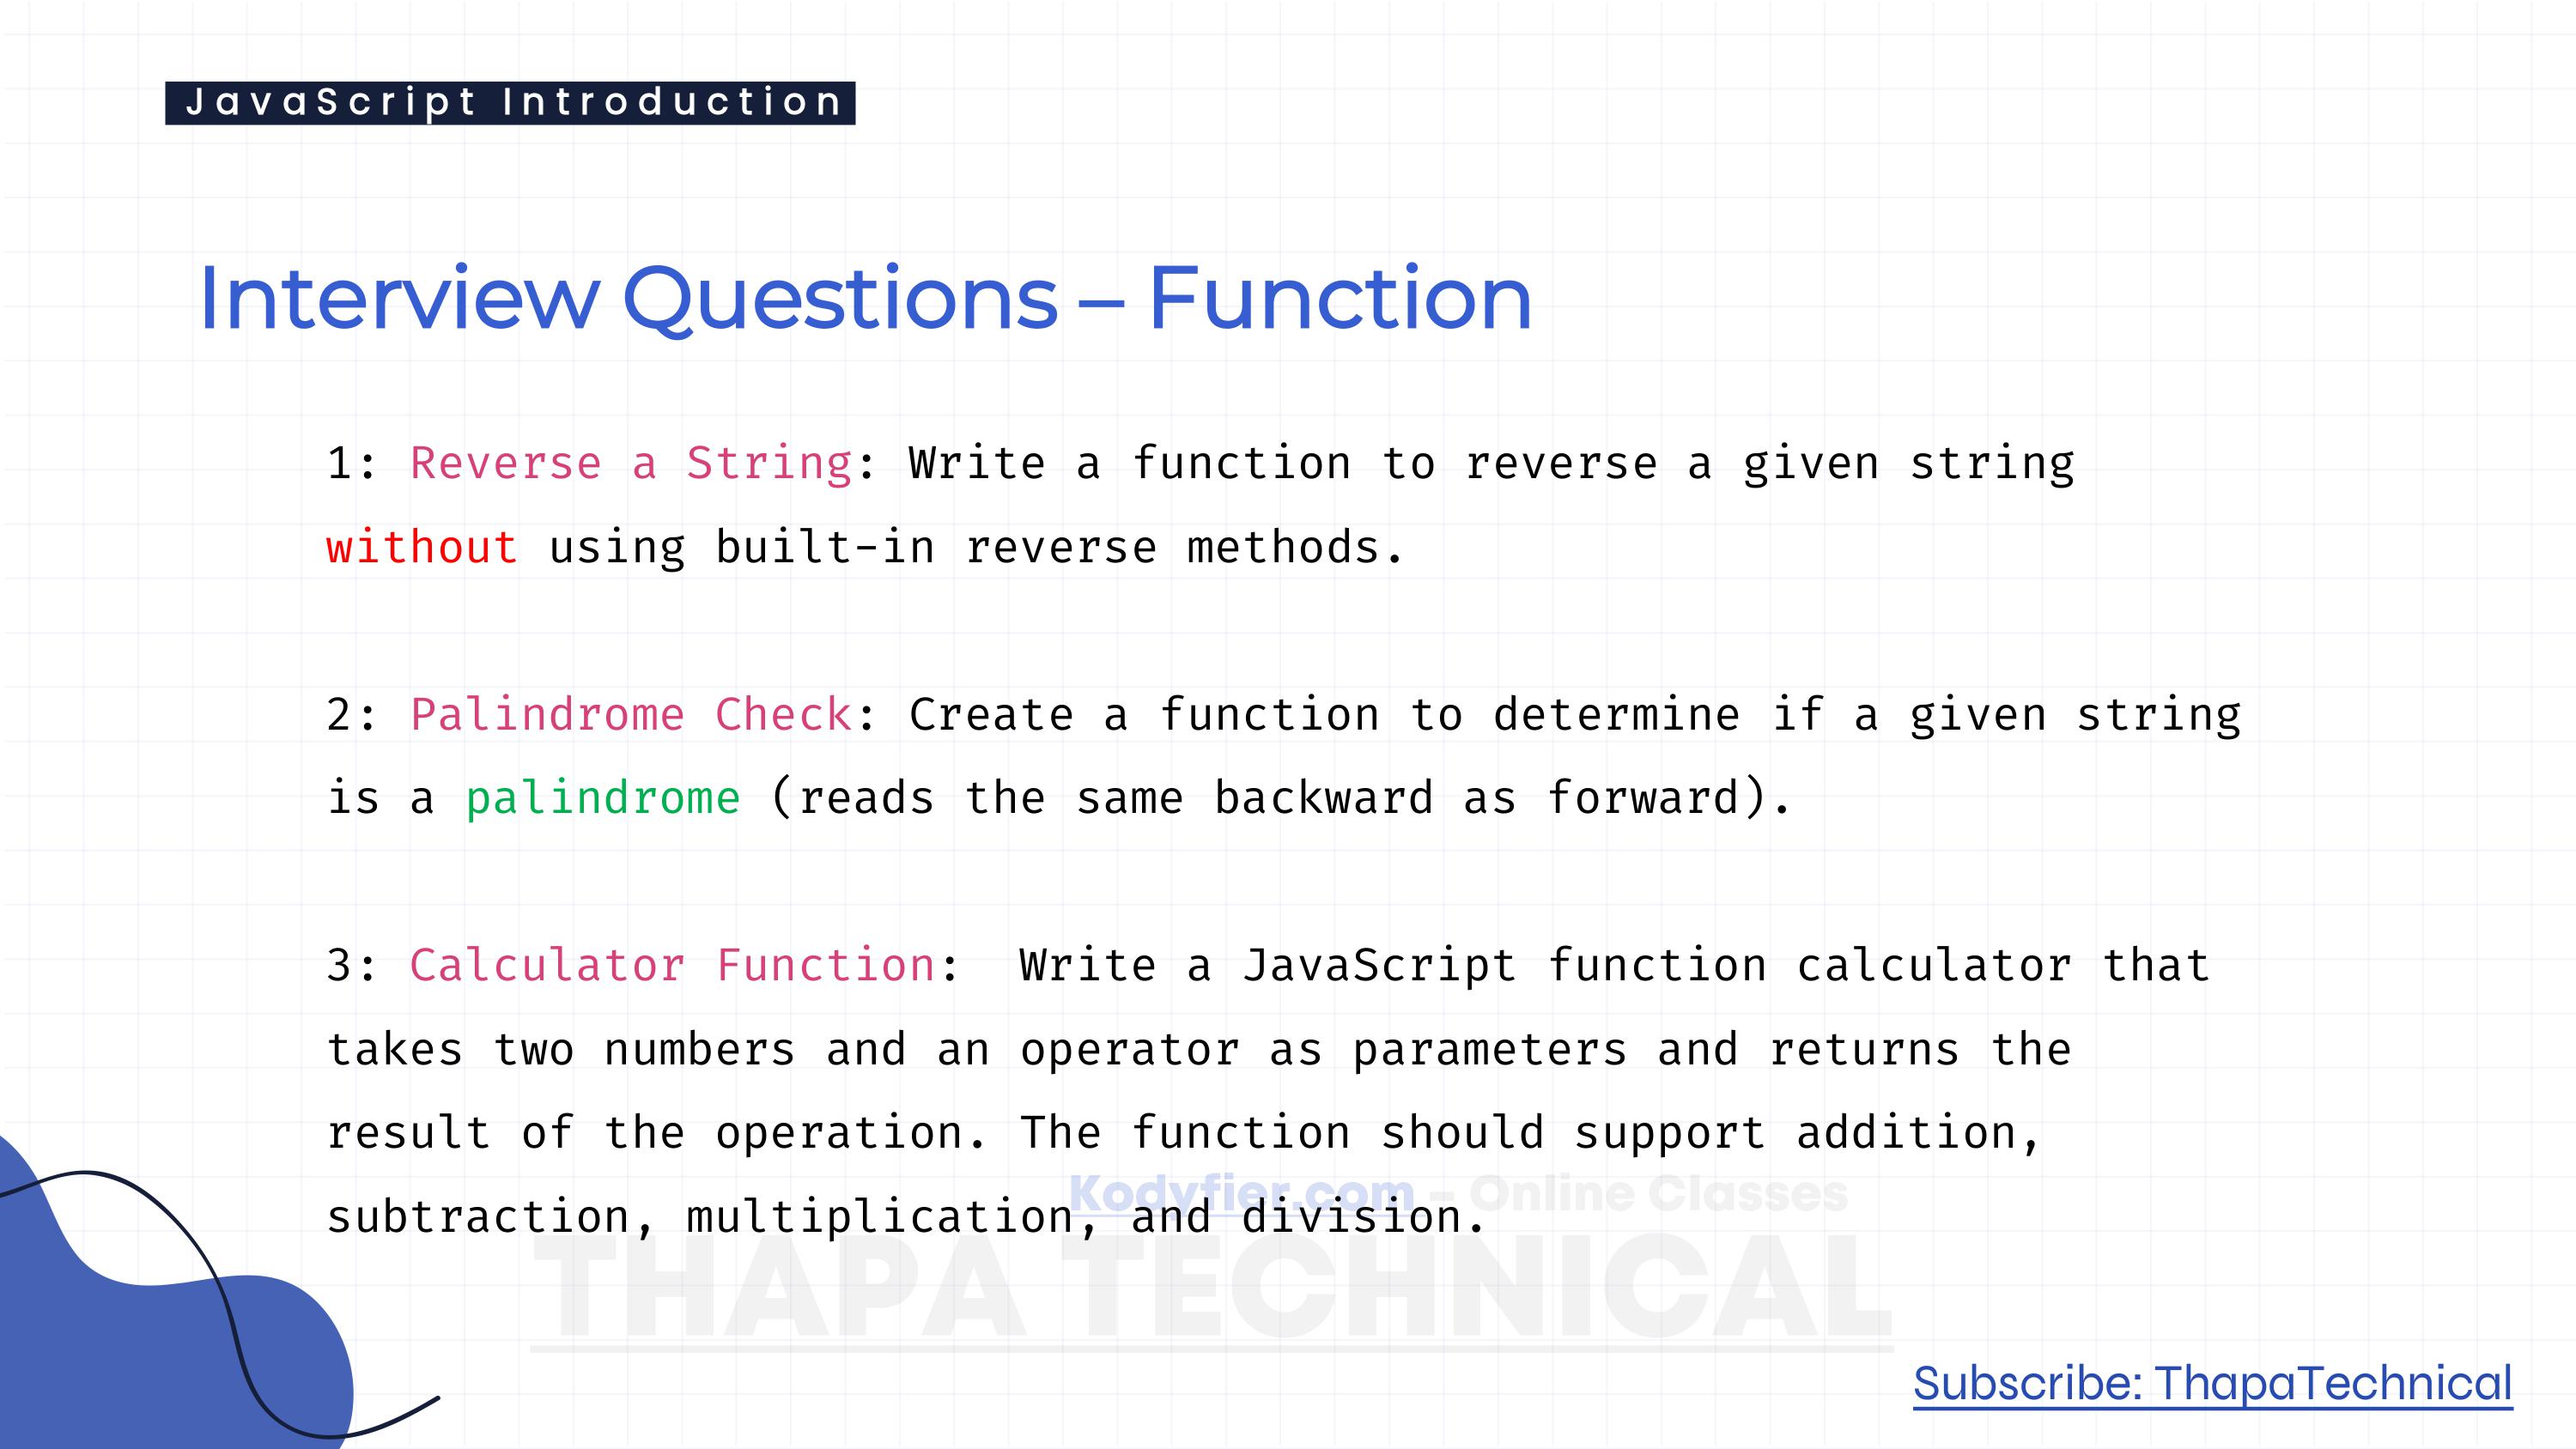 JavaScript Introduction
Interview Questions – Function
1: Reverse a String: Write a function to reverse a given string
without using built-in reverse methods.
2: Palindrome Check: Create a function to determine if a given string
is a palindrome (reads the same backward as forward).
3: Calculator Function:  Write a JavaScript function calculator that
takes two numbers and an operator as parameters and returns the
result of the operation. The function should support addition,
subtraction, multiplication, and division.
Kodyfier.com - Online Classes
THAPA TECHNICAL
Subscribe: ThapaTechnical